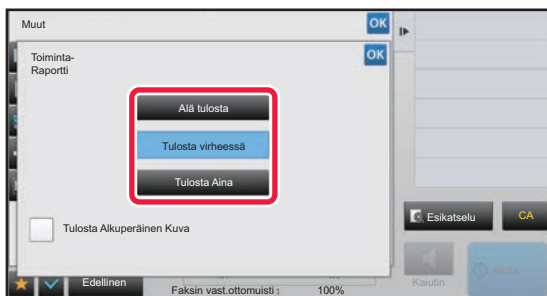 Muut
OK
Toiminta-
Raportti
OK
Alä tulosta
Tulosta virheessä
Tulosta Aina
Tulosta Alkuperäinen Kuva
Esikatselu
CA
Edellinen
Faksin vast.ottomuisti :
100%
Kaiutin